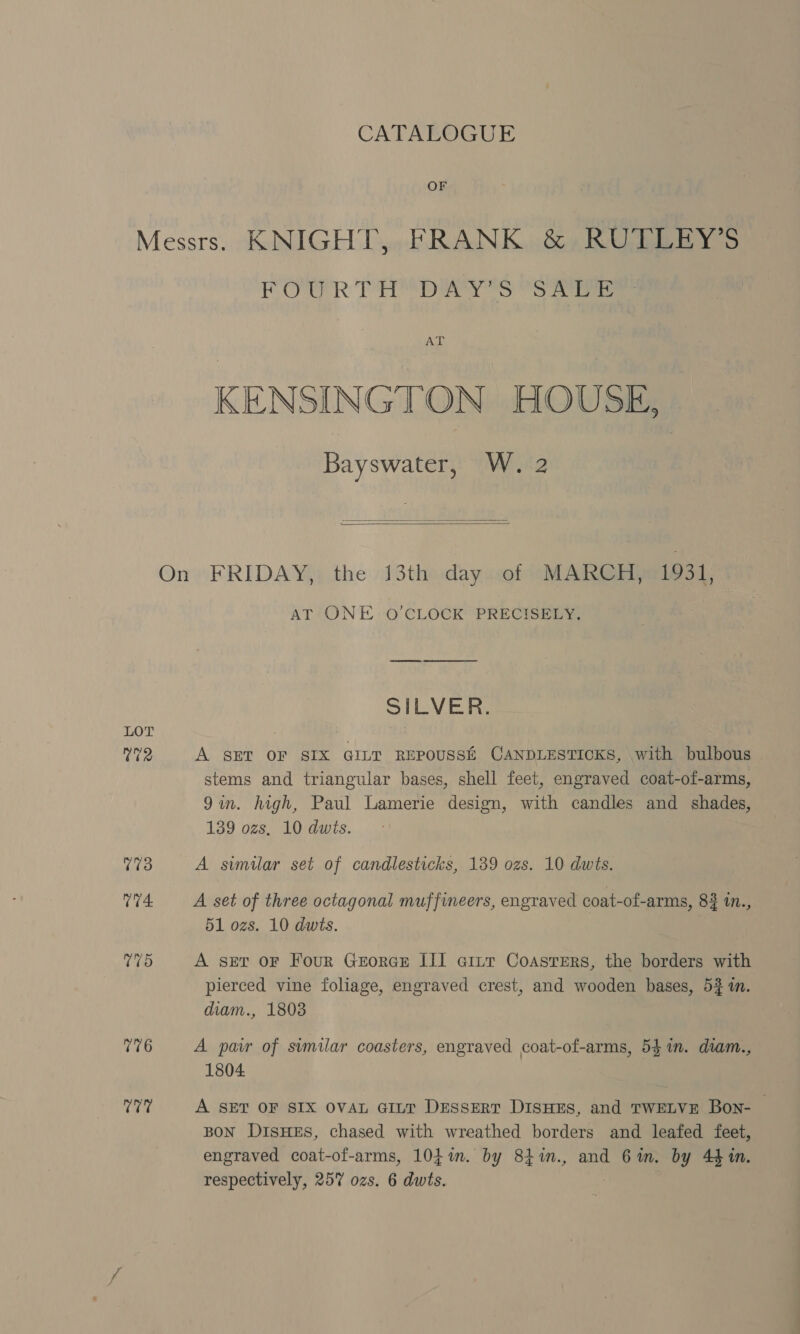 CATALOGUE
OF
Messrs. KNIGHT, FRANK & RUTLEY'S
FOURTH DAY'S SALE
AT
KENSINGTON HOUSE,
Bayswater, W. 2
On FRIDAY, the 13th day of MARCH, 1931,
AT ONE O'CLOCK PRECISELY.
SILVER.
LOT
772 A SET OF SIX GILT REPOUSSÉ CANDLESTICKS, with bulbous
stems and triangular bases, shell feet, engraved coat-of-arms,
9 in. high, Paul Lamerie design, with candles and shades,
139 ozs. 10 dwts.
773 A similar set of candlesticks, 139 ozs. 10 dwts.
774 A set of three octagonal muffineers, engraved coat-of-arms, 8¾ in.,
51 ozs. 10 dwts.
775 A SET OF FOUR GEORGE III GILT COASTERS, the borders with
pierced vine foliage, engraved crest, and wooden bases, 5¾ in.
diam., 1803
776 A pair of similar coasters, engraved coat-of-arms, 5½ in. diam.,
1804
777 A SET OF SIX OVAL GILT DESSERT DISHES, and TWELVE BON-
BON DISHES, chased with wreathed borders and leafed feet,
engraved coat-of-arms, 10¼ in. by 8¼ in., and 6 in. by 4½ in.
respectively, 257 ozs. 6 dwts.